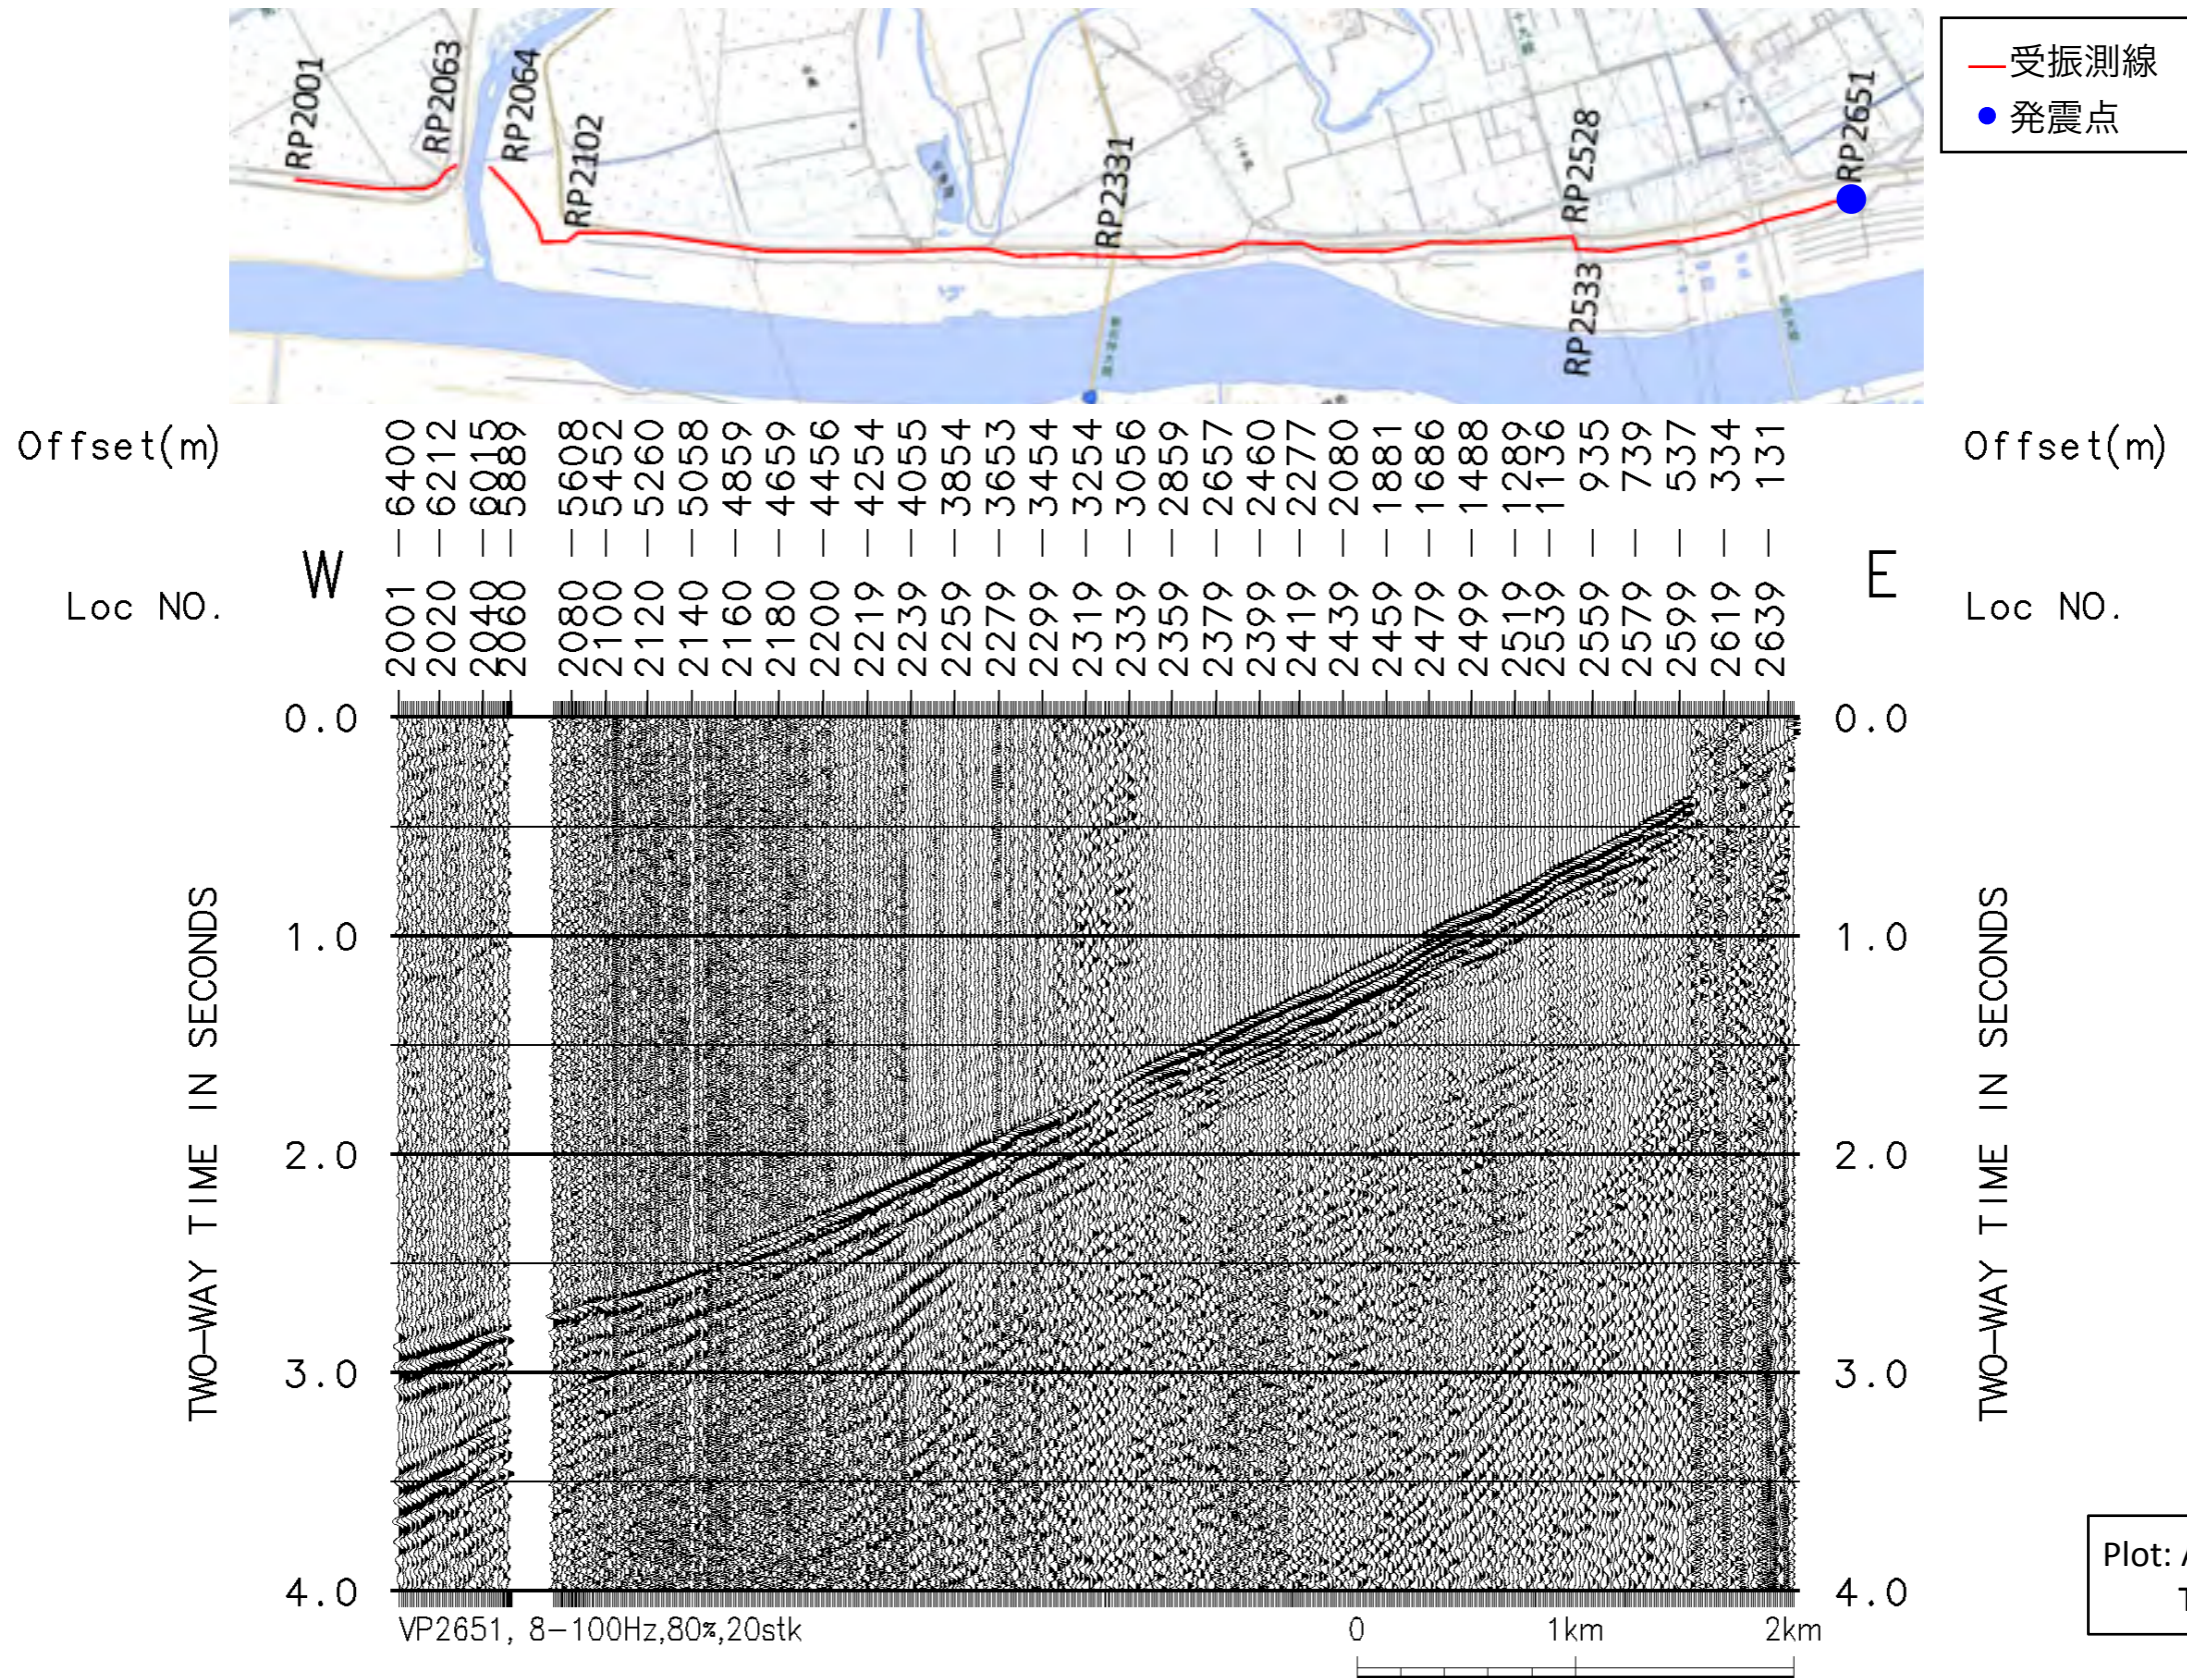 RP2001
RP2063
RP2064
RP2102
RP2331
RP2528
RP2533
RP2651
受振測線
発震点
Offset(m)
6400 6212 6015 5889 5608 5452 5260 5058 4859 4659 4456 4254 4055 3854 3653 3454 3254 3056 2859 2657 2460 2277 2080 1881 1686 1488 1289 1136 935 739 537 334 131
Offset(m)
W
E
Loc NO.
2001 2020 2040 2060 2080 2100 2120 2140 2160 2180 2200 2219 2239 2259 2279 2299 2319 2339 2359 2379 2399 2419 2439 2459 2479 2499 2519 2539 2559 2579 2599 2619 2639
Loc NO.
0.0 0.0
1.0 1.0
2.0 2.0
3.0 3.0
4.0 4.0
TWO-WAY TIME IN SECONDS
TWO-WAY TIME IN SECONDS
VP2651, 8-100Hz,80%,20stk
0 1km 2km
Plot: A
T